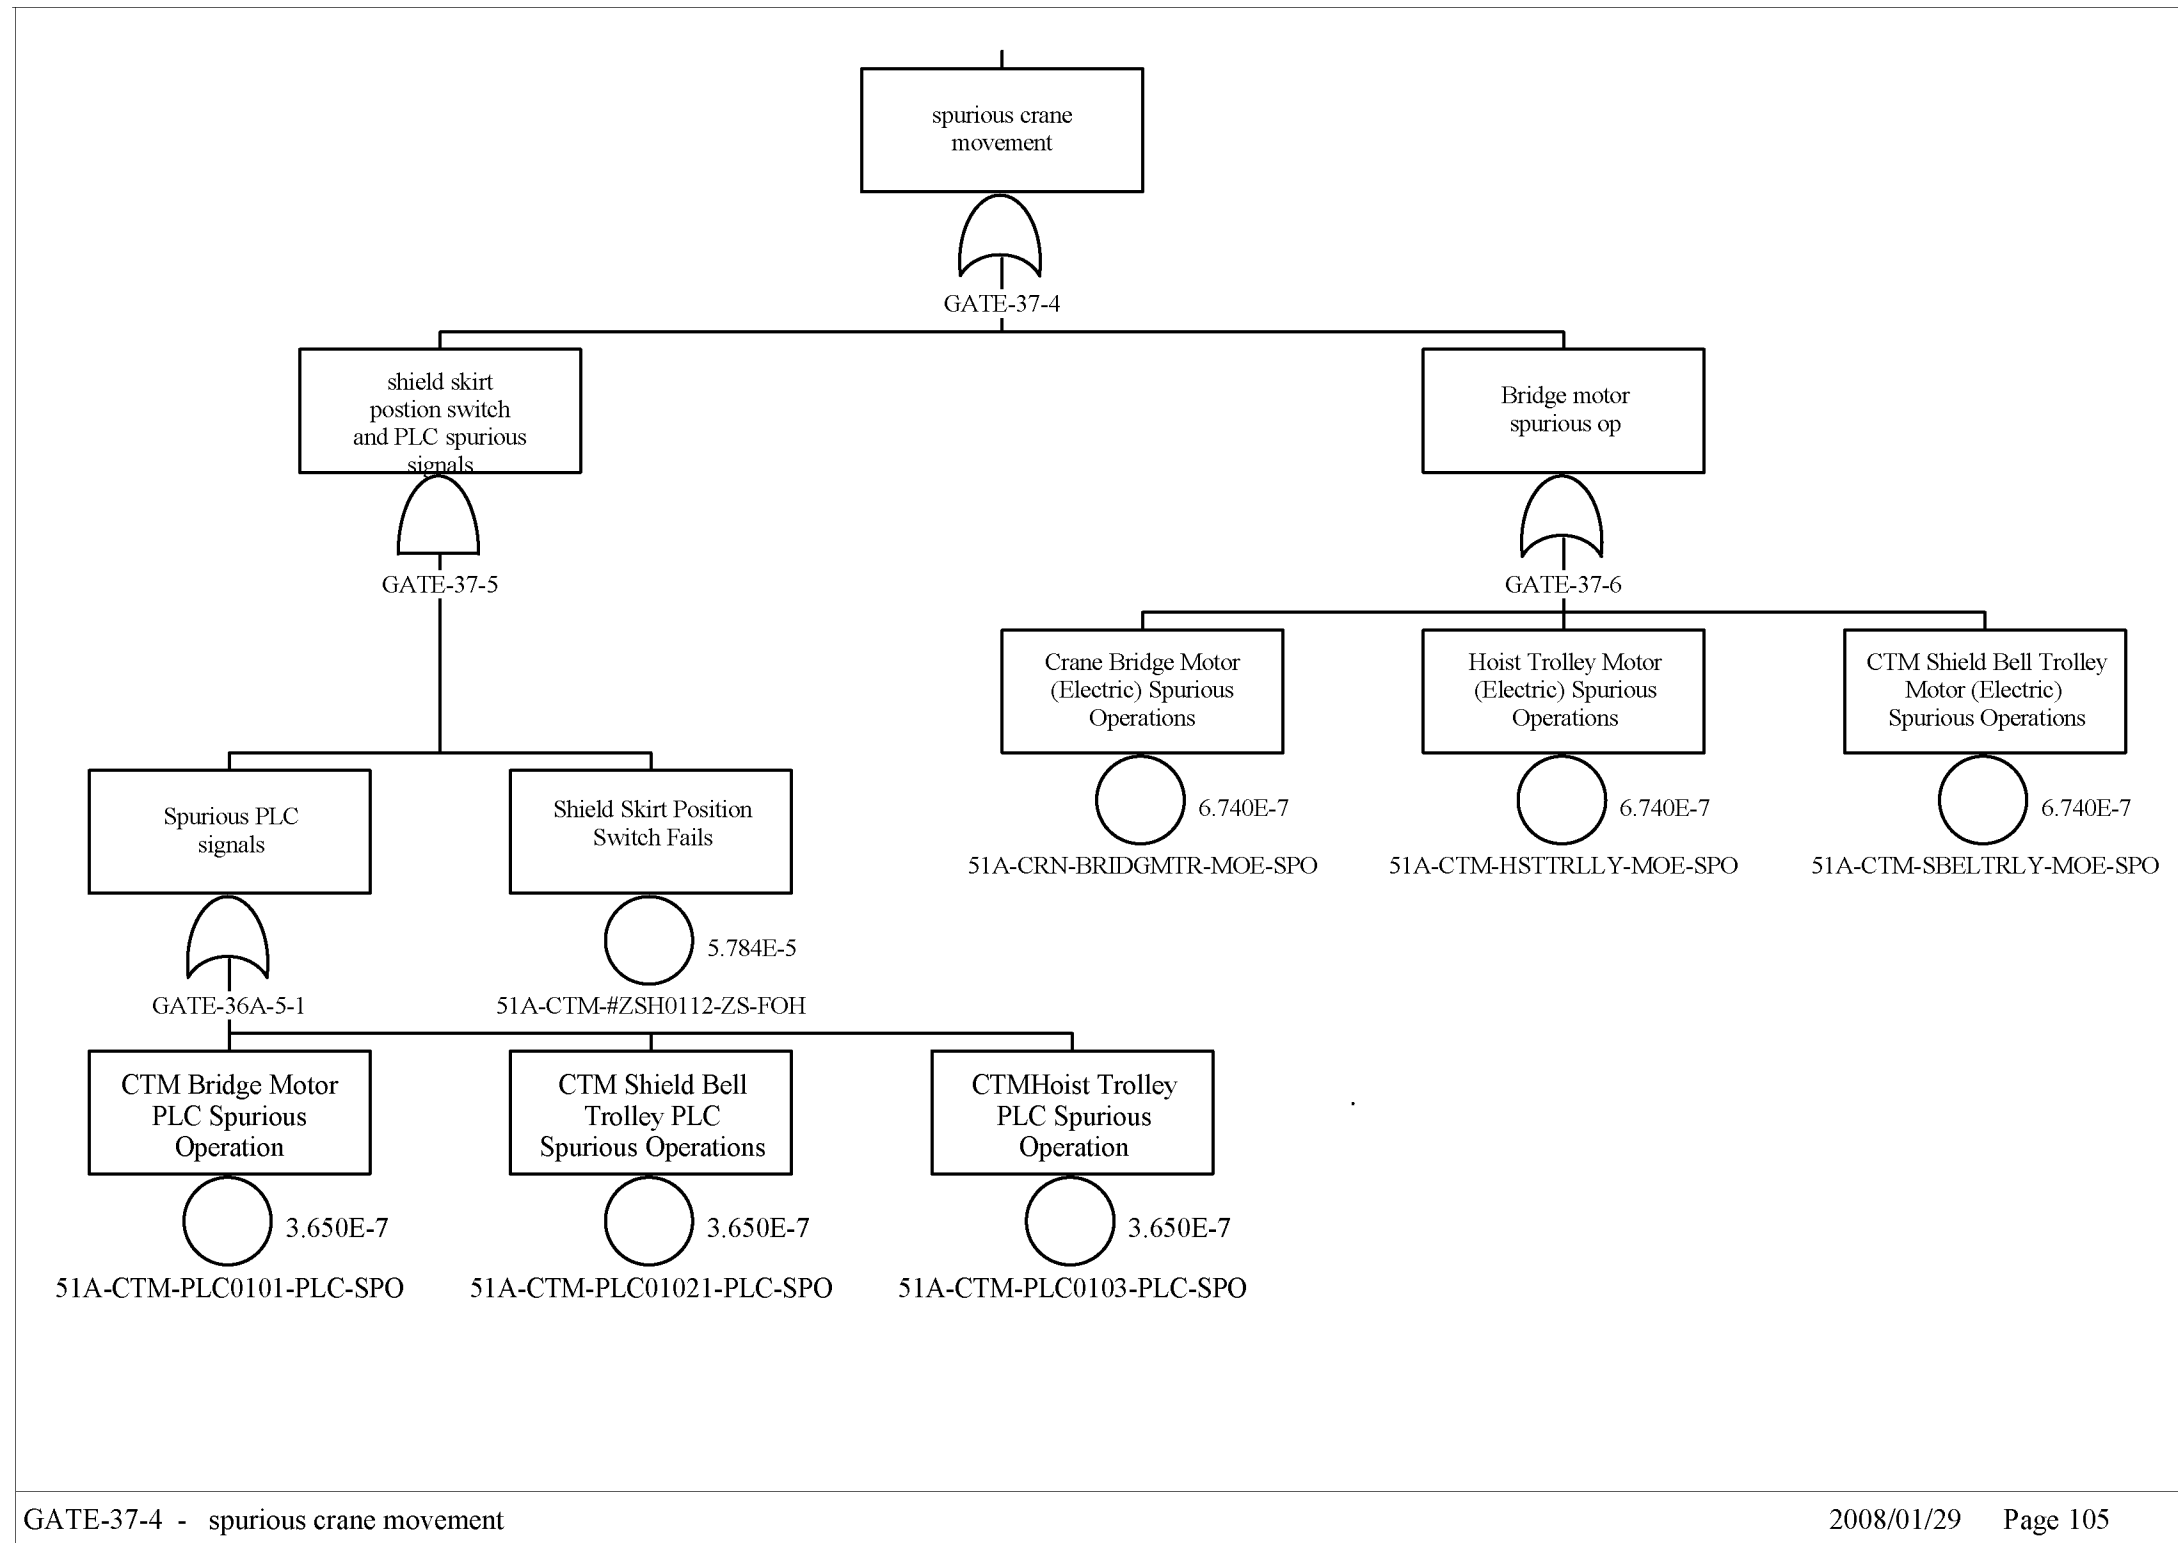 spurious crane
movement
GATE-37-4
shield skirt
postion switch
and PLC spurious
signals
Bridge motor
spurious op
GATE-37-5
GATE-37-6
Crane Bridge Motor
(Electric) Spurious
Operations
Hoist Trolley Motor
(Electric) Spurious
Operations
CTM Shield Bell Trolley
Motor (Electric)
Spurious Operations
6.740E-7
6.740E-7
6.740E-7
51A-CRN-BRIDGMTR-MOE-SPO
51A-CTM-HSTTRLLY-MOE-SPO
51A-CTM-SBELTRLY-MOE-SPO
Spurious PLC
signals
Shield Skirt Position
Switch Fails
5.784E-5
GATE-36A-5-1
51A-CTM-#ZSH0112-ZS-FOH
CTM Bridge Motor
PLC Spurious
Operation
CTM Shield Bell
Trolley PLC
Spurious Operations
CTMHoist Trolley
PLC Spurious
Operation
3.650E-7
3.650E-7
3.650E-7
51A-CTM-PLC0101-PLC-SPO
51A-CTM-PLC01021-PLC-SPO
51A-CTM-PLC0103-PLC-SPO
GATE-37-4 - spurious crane movement
2008/01/29 Page 105